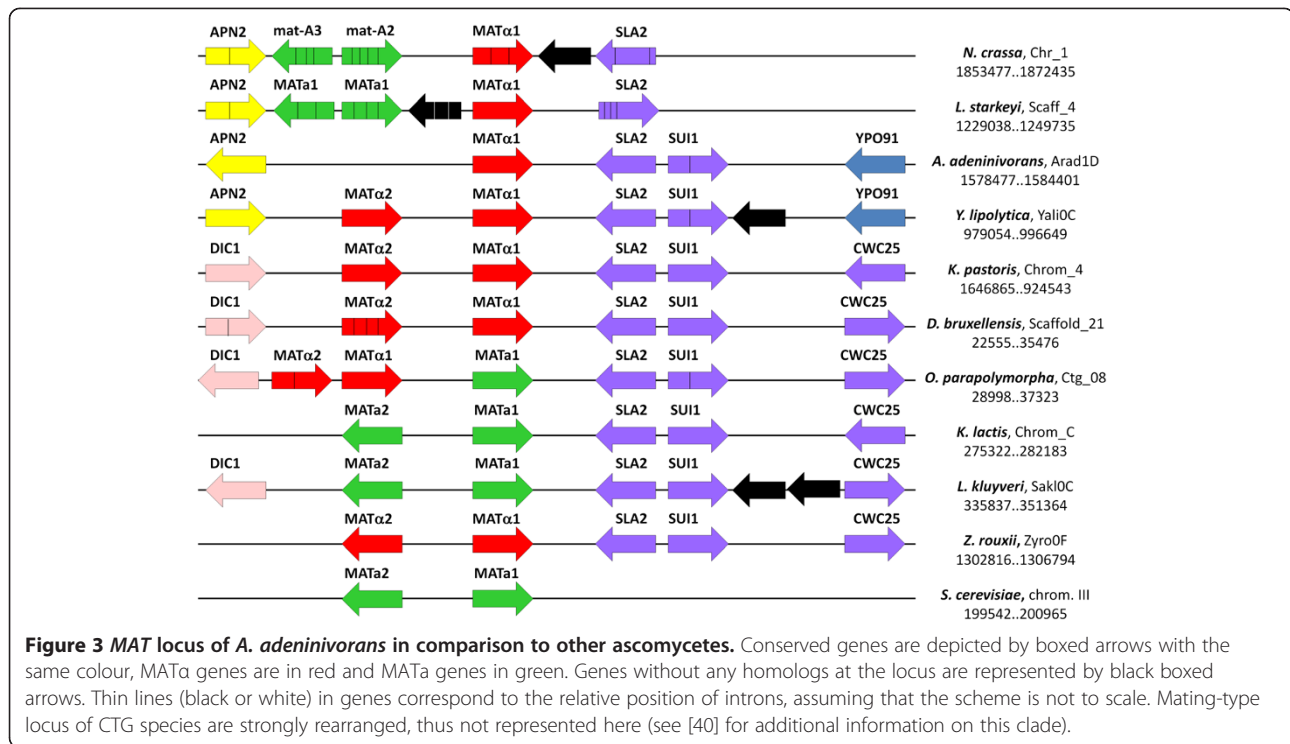 APN2 mat-A3 mat-A2 MATα1 SLA2
N. crassa, Chr_1
1853477..1872435
APN2 MATa1 MATa1 MATα1 SLA2
L. starkeyi, Scaff_4
1229038..1249735
APN2 MATα1 SLA2 SUI1 YPO91
A. adeninivorans, Arad1D
1578477..1584401
APN2 MATα2 MATα1 SLA2 SUI1 YPO91
Y. lipolytica, Yali0C
979054..996649
DIC1 MATα2 MATα1 SLA2 SUI1 CWC25
K. pastoris, Chrom_4
1646865..924543
DIC1 MATα2 MATα1 SLA2 SUI1 CWC25
D. bruxellensis, Scaffold_21
22555..35476
DIC1 MATα2 MATα1 MATa1 SLA2 SUI1 CWC25
O. parapolymorpha, Ctg_08
28998..37323
MATa2 MATa1 SLA2 SUI1 CWC25
K. lactis, Chrom_C
275322..282183
DIC1 MATa2 MATa1 SLA2 SUI1 CWC25
L. kluyveri, Sakl0C
335837..351364
MATα2 MATα1 SLA2 SUI1 CWC25
Z. rouxii, Zyro0F
1302816..1306794
MATa2 MATa1
S. cerevisiae, chrom. III
199542..200965
Figure 3 MAT locus of A. adeninivorans in comparison to other ascomycetes. Conserved genes are depicted by boxed arrows with the
same colour, MATα genes are in red and MATa genes in green. Genes without any homologs at the locus are represented by black boxed
arrows. Thin lines (black or white) in genes correspond to the relative position of introns, assuming that the scheme is not to scale. Mating-type
locus of CTG species are strongly rearranged, thus not represented here (see [40] for additional information on this clade).